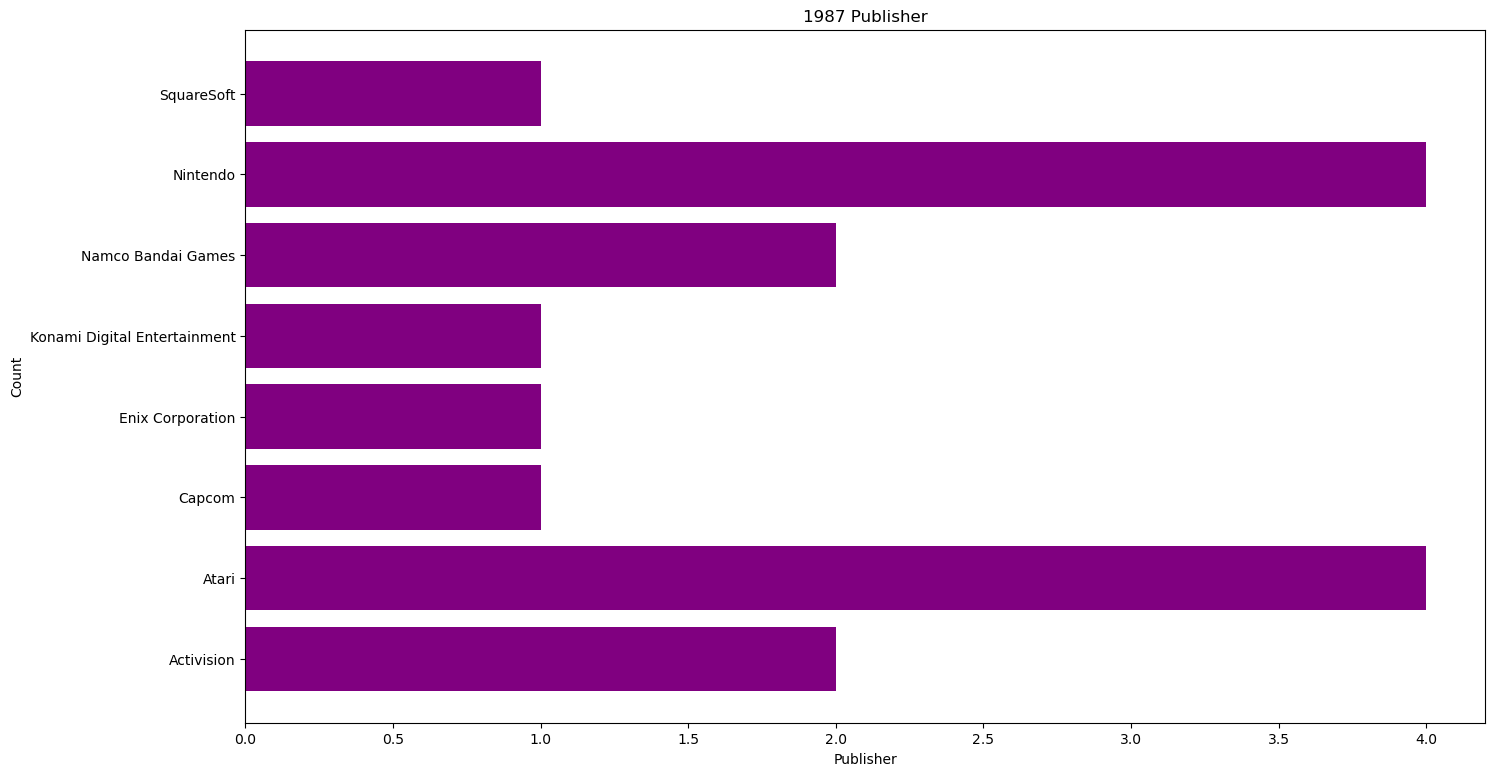 1987 Publisher
SquareSoft
Nintendo
Namco Bandai Games
Konami Digital Entertainment
Enix Corporation
Capcom
Atari
Activision
Count
0.0 0.5 1.0 1.5 2.0 2.5 3.0 3.5 4.0
Publisher